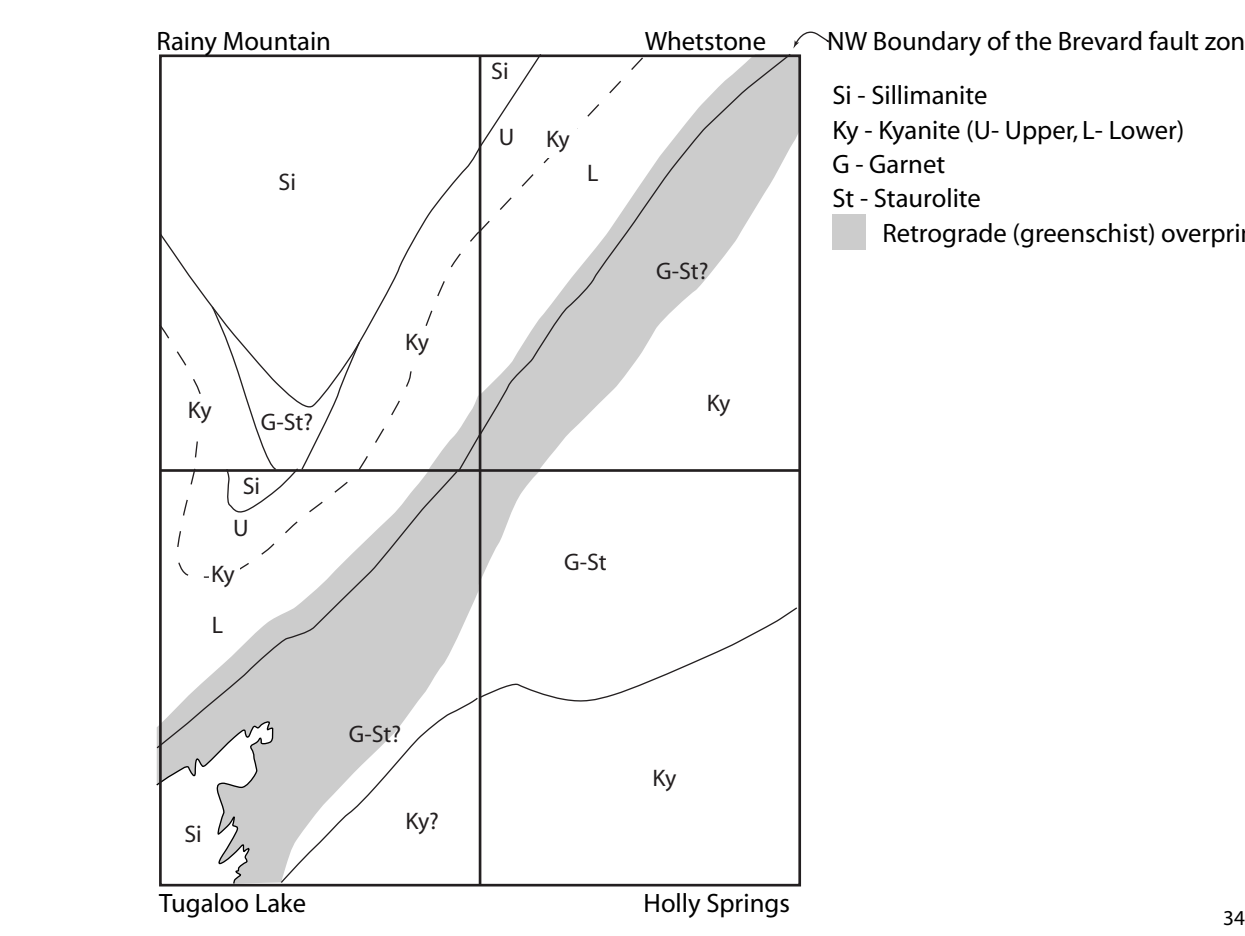 Rainy Mountain
Whetstone
NW Boundary of the Brevard fault zon
Si - Sillimanite
Ky - Kyanite (U- Upper, L- Lower)
G - Garnet
St - Staurolite
Retrograde (greenschist) overprin
Si
U
Ky
L
Si
G-St?
Ky
Ky
G-St?
Ky
Si
U
-Ky
L
G-St
G-St?
Ky
Si
Ky?
Tugaloo Lake
Holly Springs
34